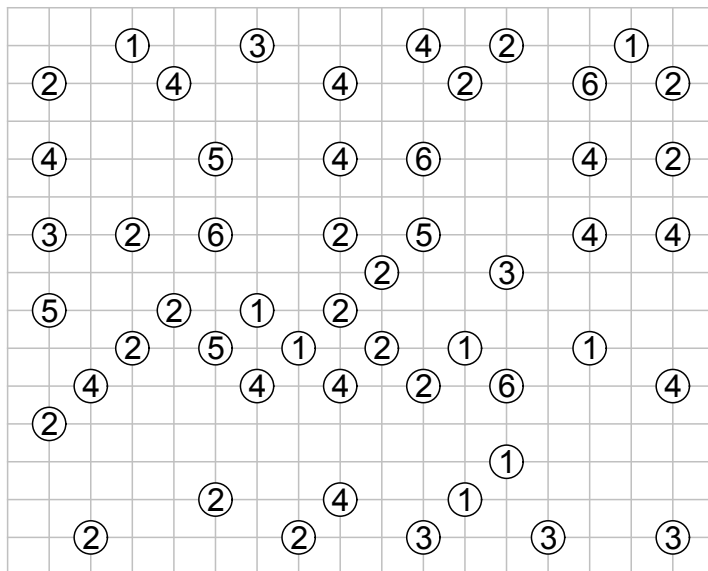 1 3 4 2 1
2 4 4 2 6 2
4 5 4 6 4 2
3 2 6 2 5 4 4
2 3
5 2 1 2
2 5 1 2 1 1
4 4 4 2 6 4
2
1
2 4 1
2 2 3 3 3